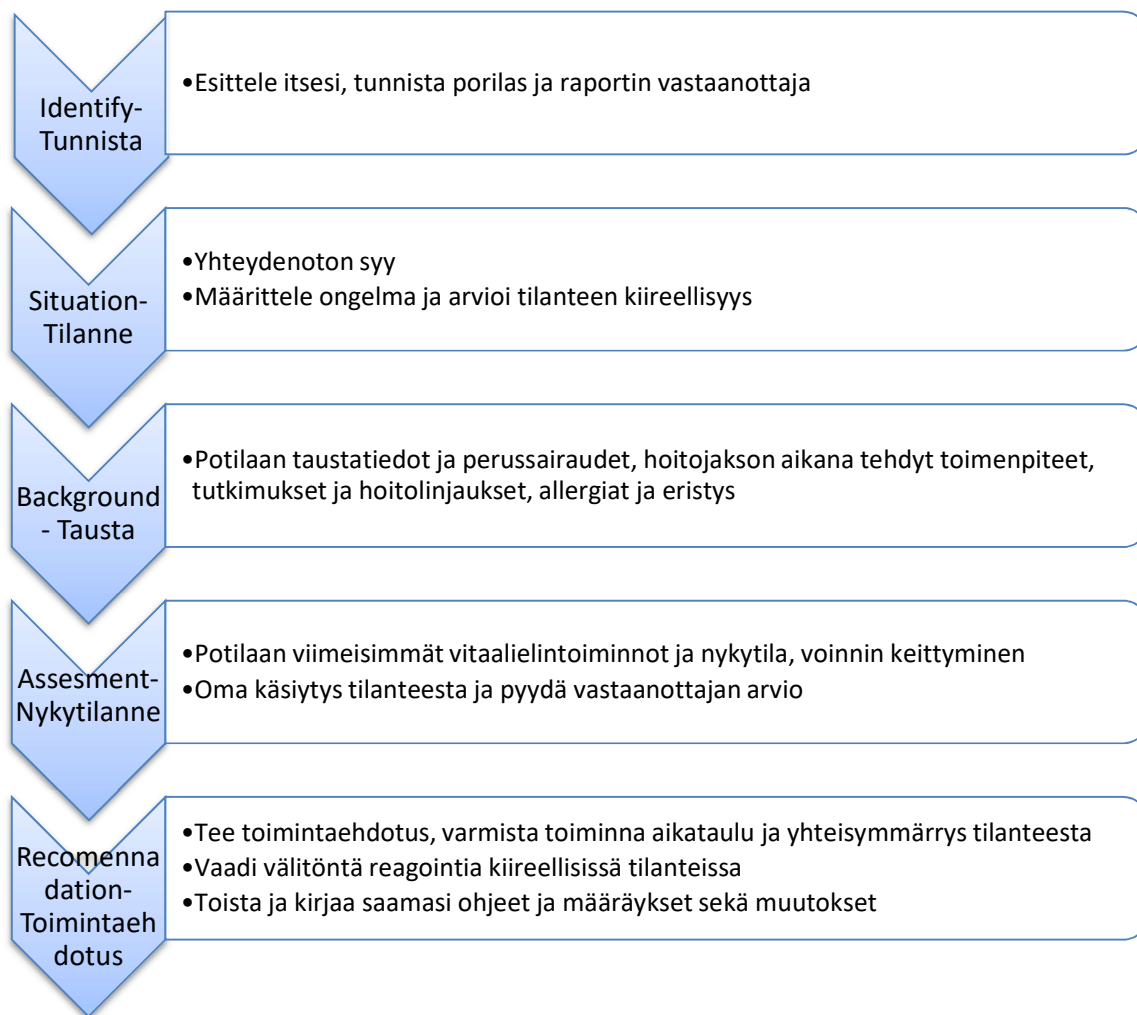 Identify-
Tunnista
•Esittele itsesi, tunnista porilas ja raportin vastaanottaja
Situation-
Tilanne
•Yhteydenoton syy
•Määrittele ongelma ja arvioi tilanteen kiireellisyys
Background
- Tausta
•Potilaan taustatiedot ja perussairaudet, hoitojakson aikana tehdyt toimenpiteet,
tutkimukset ja hoitolinjaukset, allergiat ja eristys
Assesment-
Nykytilanne
•Potilaan viimeisimmät vitaalielintoiminnot ja nykytila, voinnin keittyminen
•Oma käsiytys tilanteesta ja pyydä vastaanottajan arvio
Recomenna
dation-
Toimintaeh
dotus
•Tee toimintaehdotus, varmista toiminna aikataulu ja yhteisymmärrys tilanteesta
•Vaadi välitöntä reagointia kiireellisissä tilanteissa
•Toista ja kirjaa saamasi ohjeet ja määräykset sekä muutokset